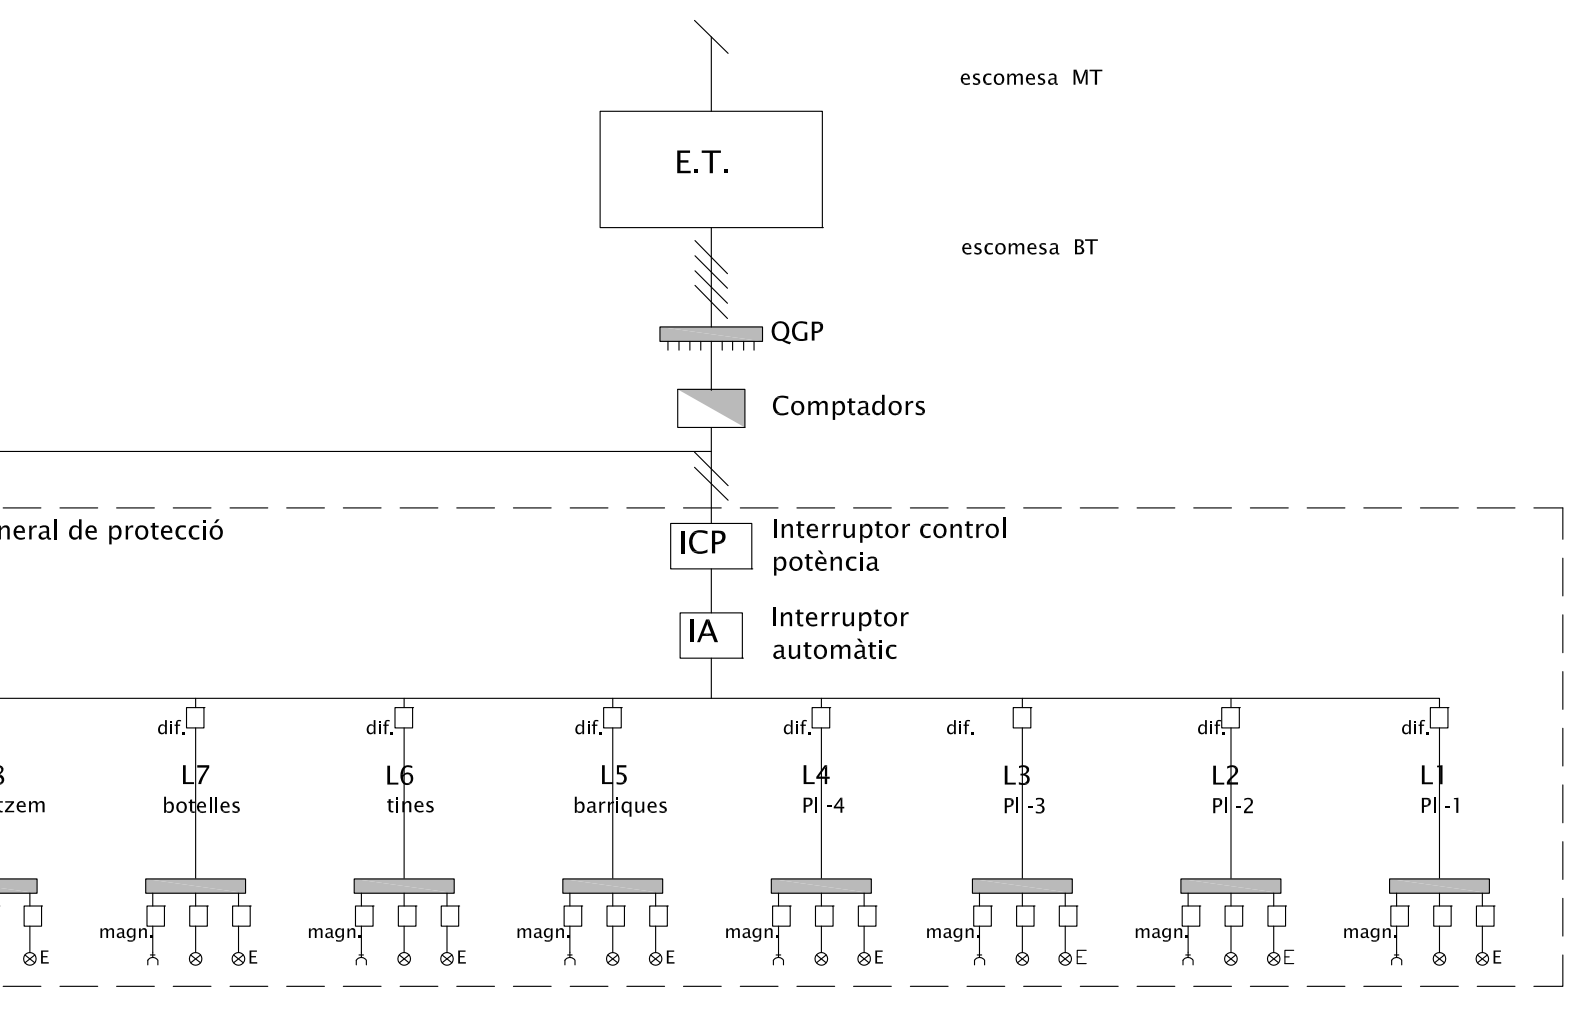 escomesa MT
E.T.
escomesa BT
QGP
Comptadors
neral de protecció
ICP
Interruptor control
potència
IA
Interruptor
automàtic
dif. dif. dif. dif. dif. dif. dif.
8 L7 L6 L5 L4 L3 L2 L1
tzem botelles tines barriques Pl -4 Pl -3 Pl -2 Pl -1
magn. magn. magn. magn. magn. magn. magn.
E E E E E E E E